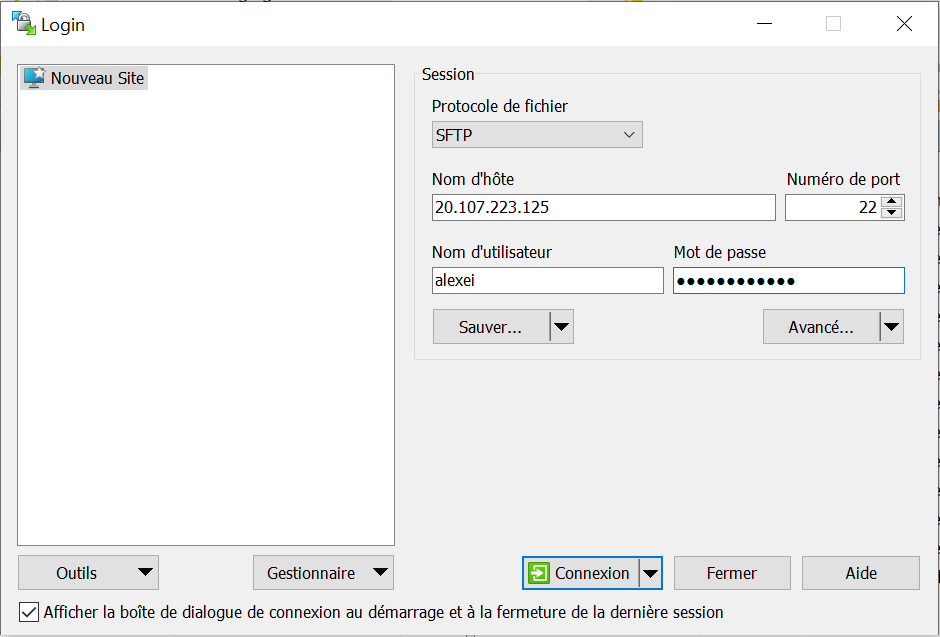 Login
Nouveau Site
Session
Protocole de fichier
SFTP
Nom d'hôte
Numéro de port
20.107.223.125
22
Nom d'utilisateur
Mot de passe
alexei
●●●●●●●●●●●●
Sauver...
Avancé...
Outils
Gestionnaire
Connexion
Fermer
Aide
Afficher la boîte de dialogue de connexion au démarrage et à la fermeture de la dernière session